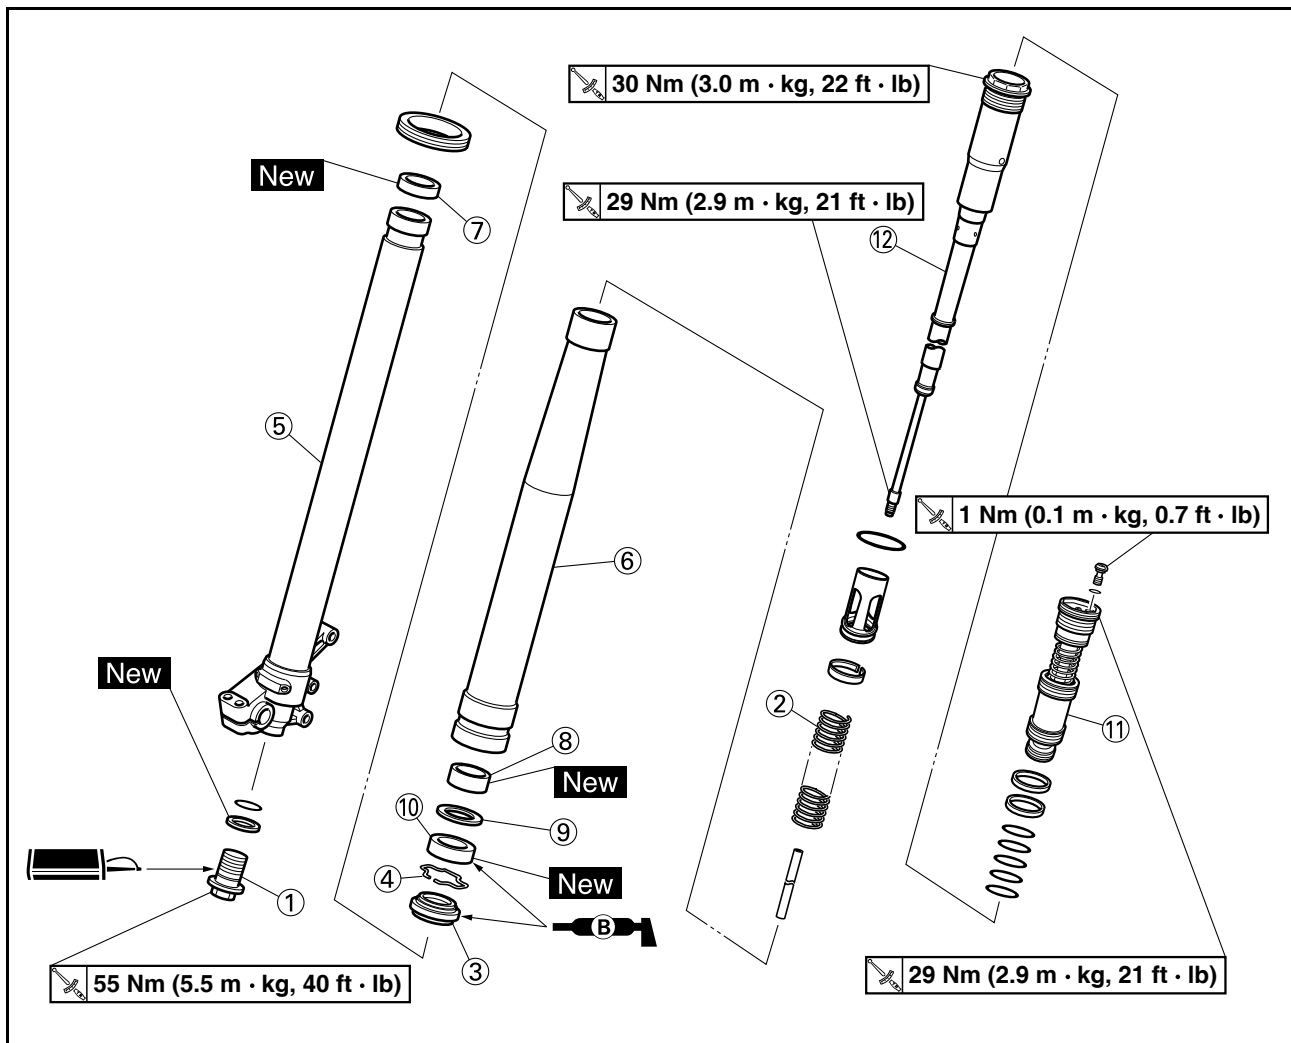 30 Nm (3.0 m · kg, 22 ft · lb)
New
29 Nm (2.9 m · kg, 21 ft · lb)
⑦
⑫
⑤
1 Nm (0.1 m · kg, 0.7 ft · lb)
⑥
New
②
⑪
⑧
New
⑩
⑨
④
New
①
B
③
55 Nm (5.5 m · kg, 40 ft · lb)
29 Nm (2.9 m · kg, 21 ft · lb)